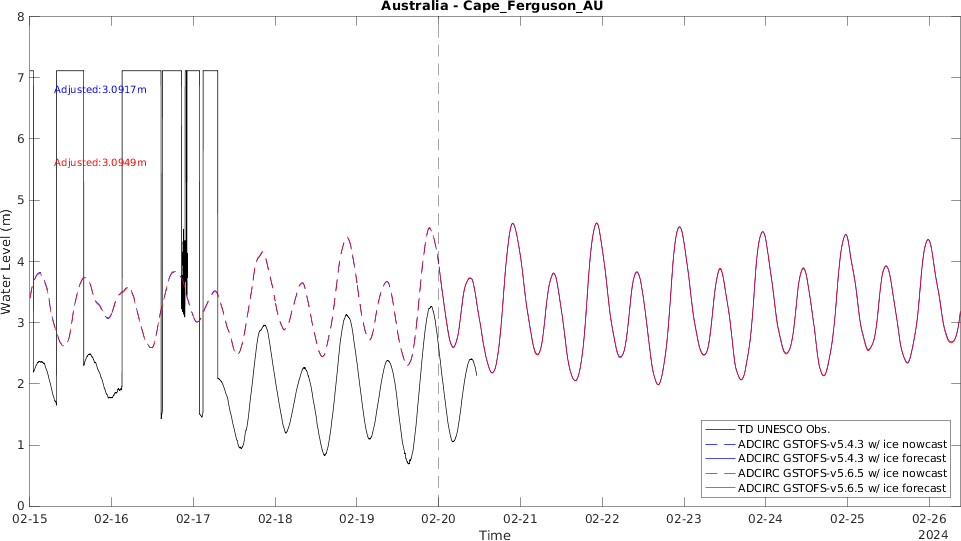 Australia - Cape_Ferguson_AU
8
7
6
5
4
3
2
1
0
Water Level (m)
Adjusted:3.0917m
Adjusted:3.0949m
TD UNESCO Obs.
ADCIRC GSTOFS-v5.4.3 w/ ice nowcast
ADCIRC GSTOFS-v5.4.3 w/ ice forecast
ADCIRC GSTOFS-v5.6.5 w/ ice nowcast
ADCIRC GSTOFS-v5.6.5 w/ ice forecast
02-15 02-16 02-17 02-18 02-19 02-20 02-21 02-22 02-23 02-24 02-25 02-26
Time
2024